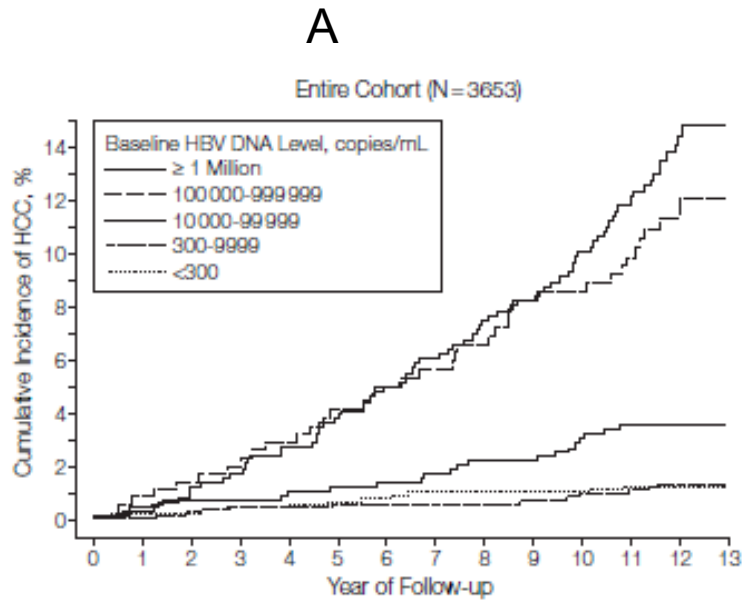 A
Entire Cohort (N=3653)
Baseline HBV DNA Level, copies/mL
≥ 1 Million
100 000-999 999
10 000-99 999
300-9999
<300
Cumulative Incidence of HCC, %
14
12
10
8
6
4
2
0
0 1 2 3 4 5 6 7 8 9 10 11 12 13
Year of Follow-up